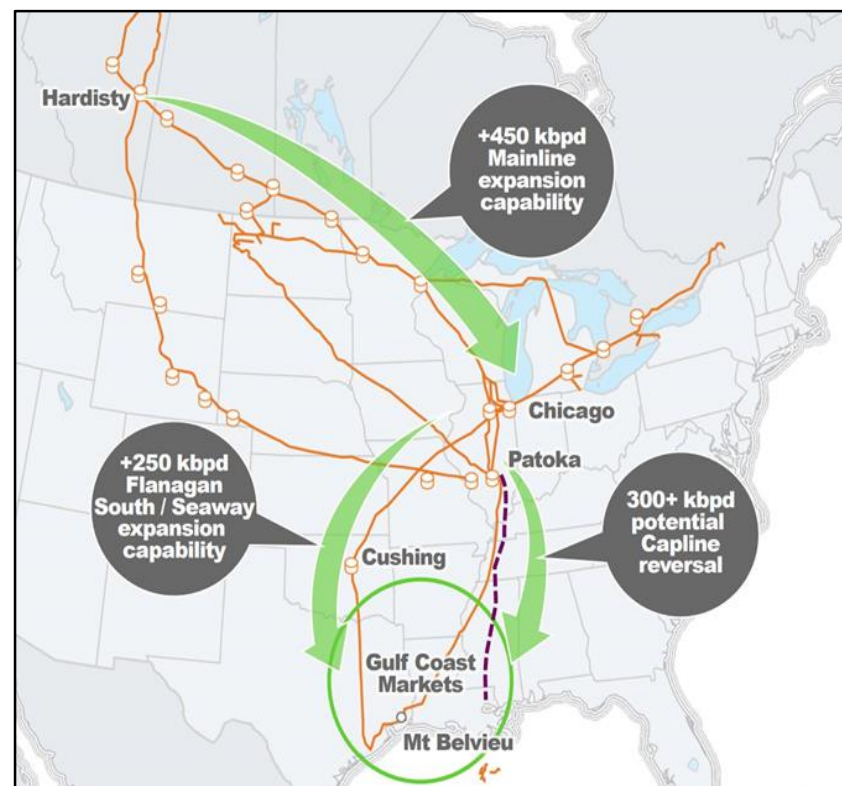 Hardisty
+450 kbpd
Mainline
expansion
capability
Chicago
Patoka
+250 kbpd
Flanagan
South / Seaway
expansion
capability
300+ kbpd
potential
Capline
reversal
Cushing
Gulf Coast
Markets
Mt Belvieu